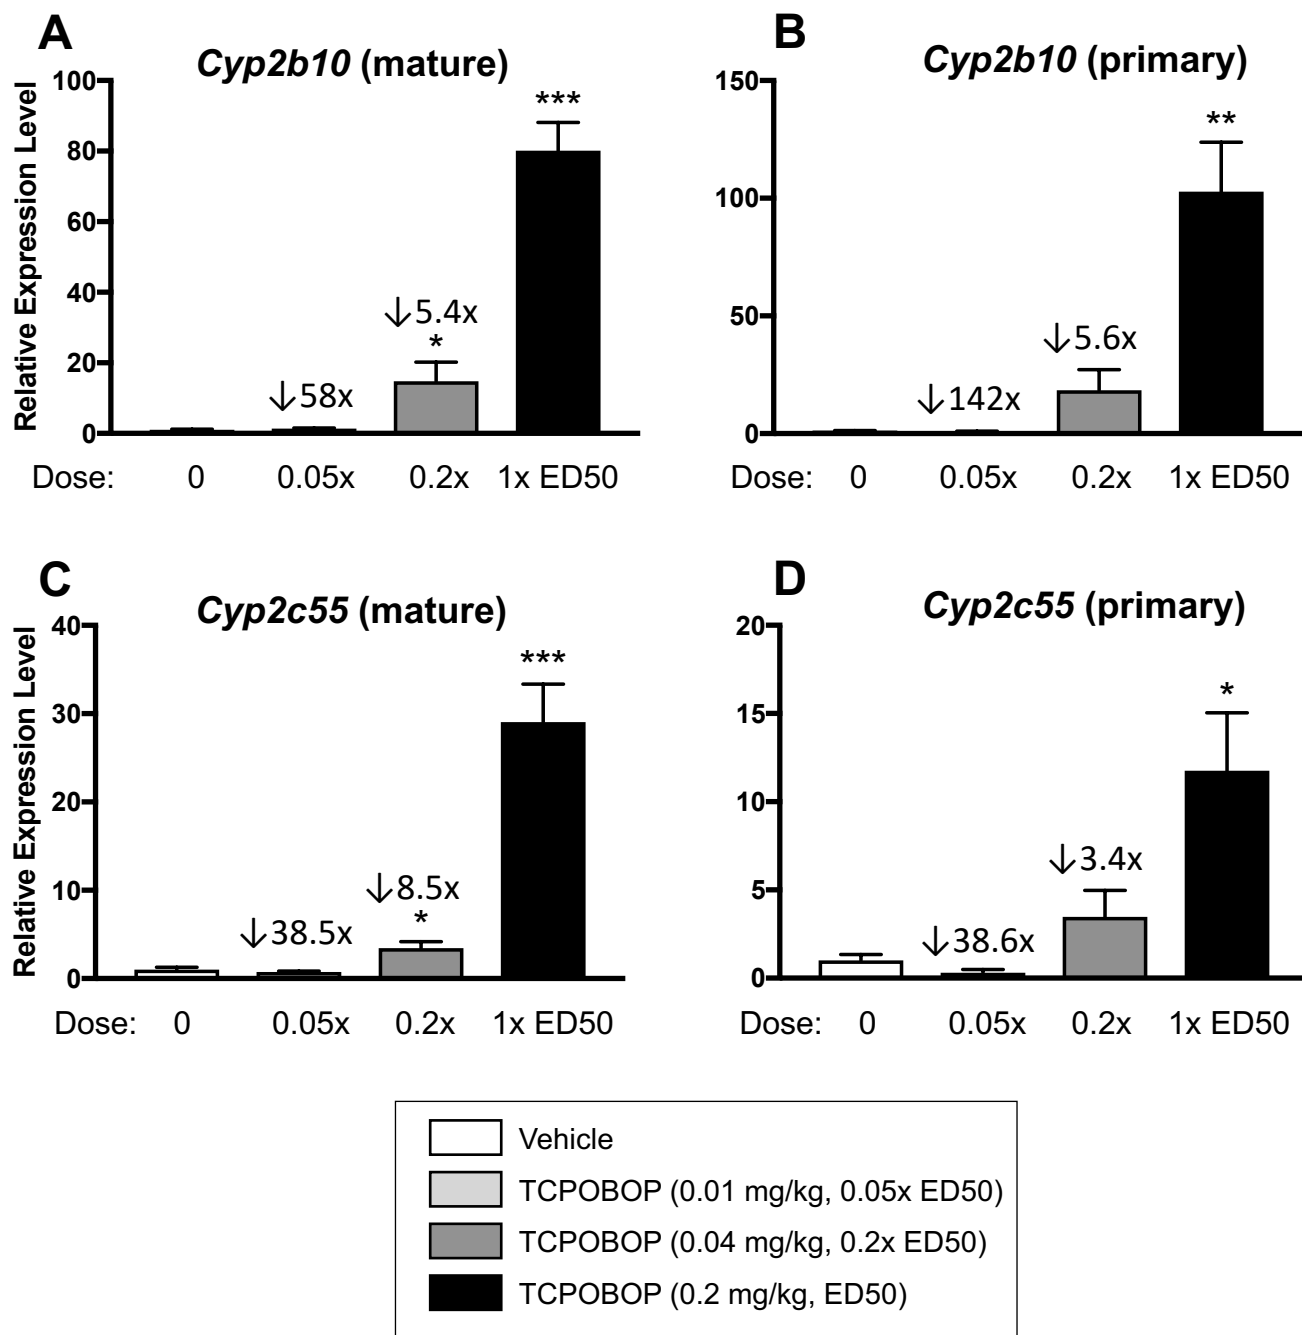 A
Cyp2b10 (mature)
Relative Expression Level
100
80
60
40
20
0
***
↓5.4x
*
↓58x
Dose: 0 0.05x 0.2x 1x ED50
B
Cyp2b10 (primary)
150
100
50
0
**
↓5.6x
↓142x
Dose: 0 0.05x 0.2x 1x ED50
C
Cyp2c55 (mature)
Relative Expression Level
40
30
20
10
0
***
↓8.5x
*
↓38.5x
Dose: 0 0.05x 0.2x 1x ED50
D
Cyp2c55 (primary)
20
15
10
5
0
*
↓3.4x
↓38.6x
Dose: 0 0.05x 0.2x 1x ED50
Vehicle
TCPOBOP (0.01 mg/kg, 0.05x ED50)
TCPOBOP (0.04 mg/kg, 0.2x ED50)
TCPOBOP (0.2 mg/kg, ED50)